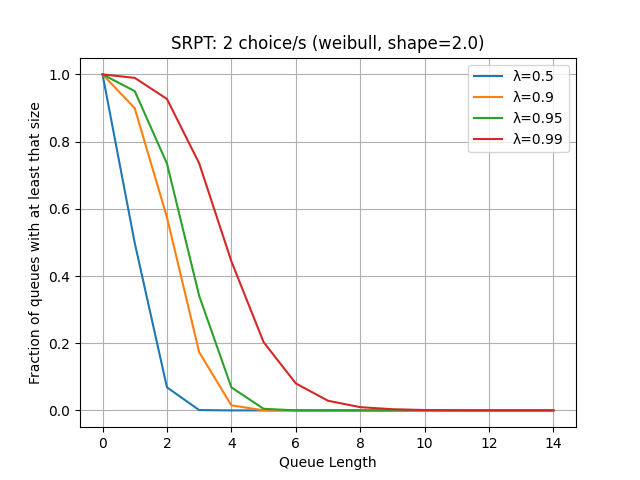 SRPT: 2 choice/s (weibull, shape=2.0)
Fraction of queues with at least that size
1.0
0.8
0.6
0.4
0.2
0.0
λ=0.5
λ=0.9
λ=0.95
λ=0.99
0 2 4 6 8 10 12 14
Queue Length